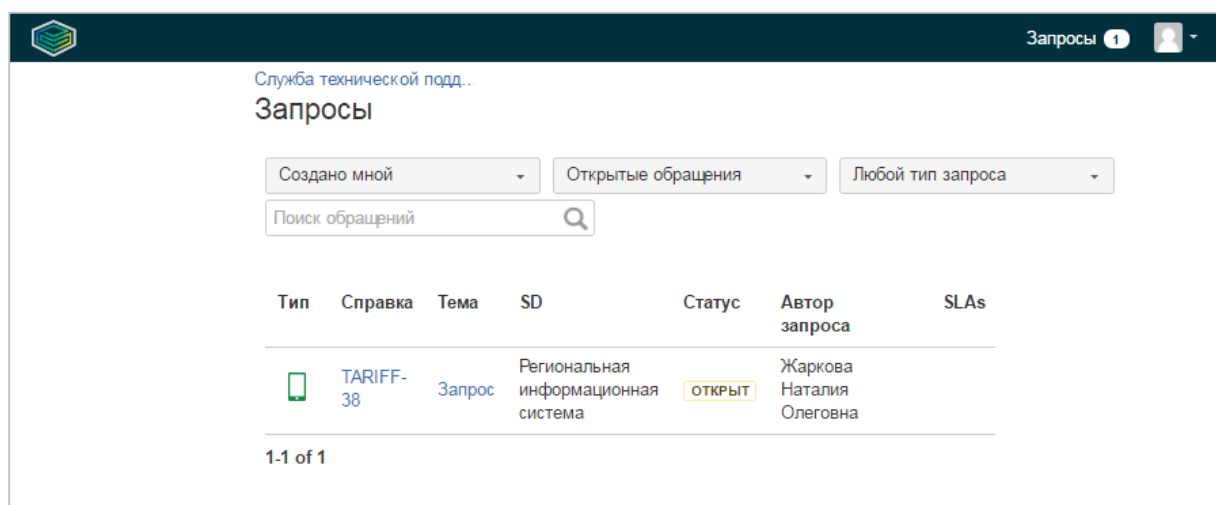 Запросы 1
Служба технической подд...
Запросы
Создано мной Открытые обращения Любой тип запроса
Поиск обращений
Тип Справка Тема SD Статус Автор запроса SLAs
TARIFF-38 Запрос Региональная информационная система ОТКРЫТ Жаркова Наталия Олеговна
1-1 of 1